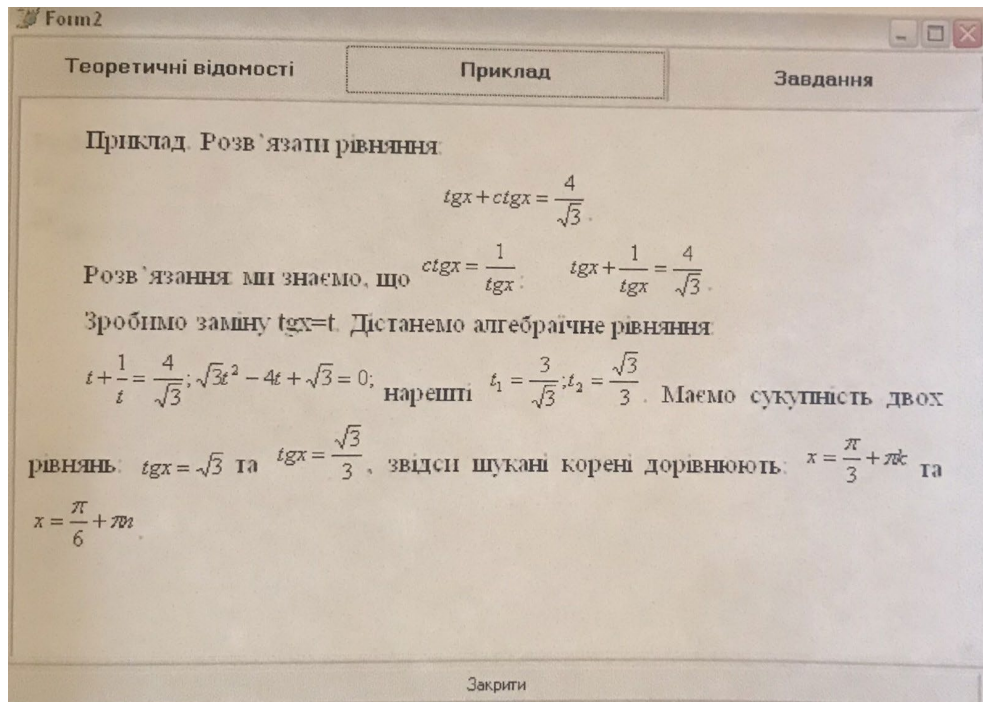 Form2
Теоретичні відомості Приклад Завдання
Приклад. Розв`язати рівняння:
tgx + ctgx = 4/√3.
Розв`язання: ми знаємо, що ctgx = 1/tgx; tgx + 1/tgx = 4/√3.
Зробимо заміну tgx=t. Дістанемо алгебраїчне рівняння:
t + 1/t = 4/√3; √3t² − 4t + √3 = 0; нарешті t₁ = 3/√3; t₂ = √3/3. Маємо сукупність двох
рівнянь: tgx = √3 та tgx = √3/3, звідси шукані корені дорівнюють: x = π/3 + πk та
x = π/6 + πn.
Закрити